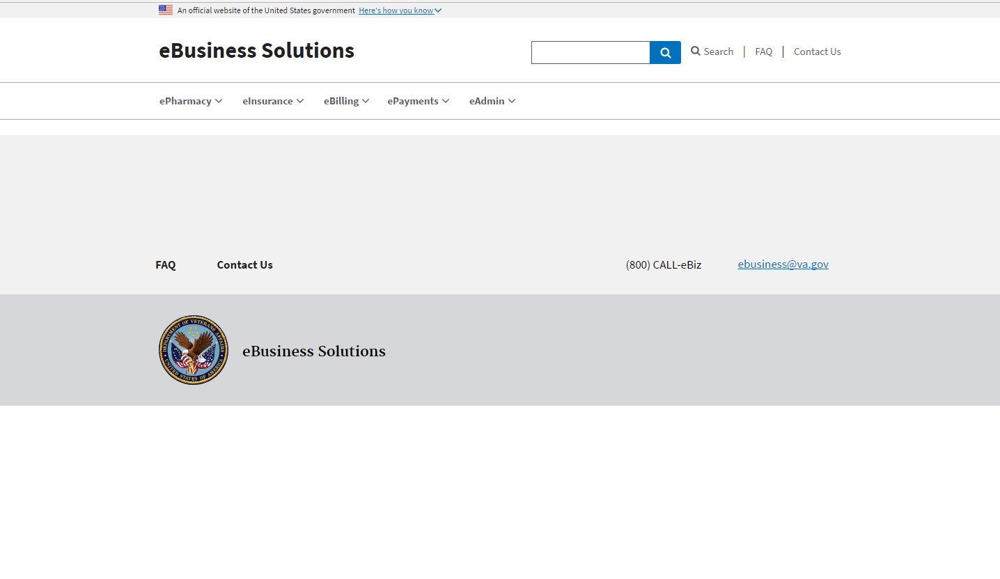 An official website of the United States government Here's how you know
eBusiness Solutions
Search
FAQ
Contact Us
ePharmacy
eInsurance
eBilling
ePayments
eAdmin
FAQ
Contact Us
(800) CALL-eBiz
ebusiness@va.gov
DEPARTMENT OF VETERANS AFFAIRS
UNITED STATES OF AMERICA
eBusiness Solutions